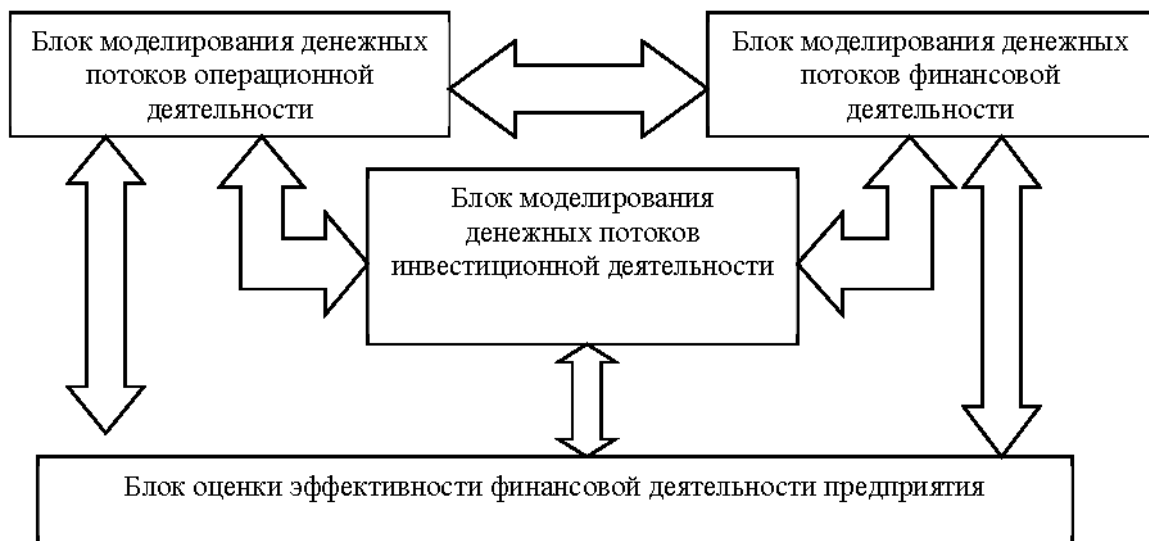 Блок моделирования денежных
потоков операционной
деятельности
Блок моделирования денежных
потоков финансовой
деятельности
Блок моделирования
денежных потоков
инвестиционной деятельности
Блок оценки эффективности финансовой деятельности предприятия